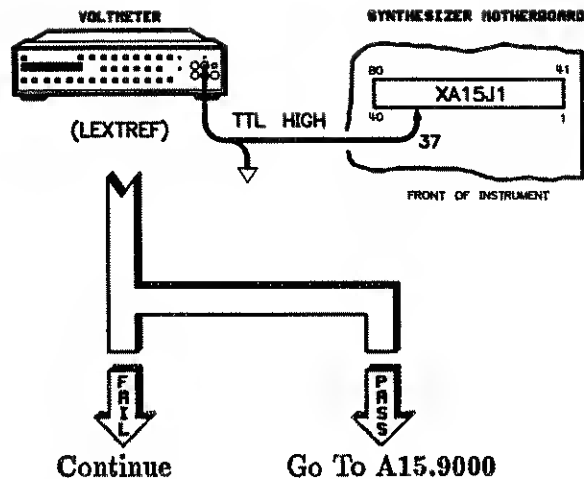 VOLTMETER
SYNTHESIZER MOTHERBOARD
80 41
XA15J1
40 1
(LEXTREF)
TTL HIGH
37
FRONT OF INSTRUMENT
FAIL
PASS
Continue
Go To A15.9000